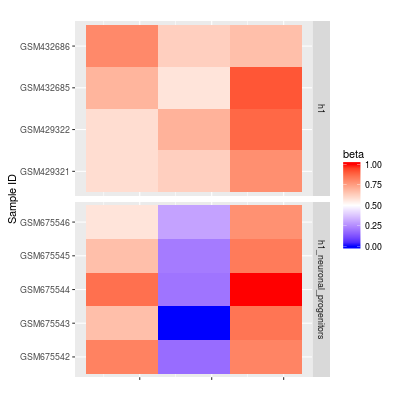 Sample ID
GSM432686
GSM432685
GSM429322
GSM429321
h1
GSM675546
GSM675545
GSM675544
GSM675543
GSM675542
h1_neuronal_progenitors
beta
1.00
0.75
0.50
0.25
0.00